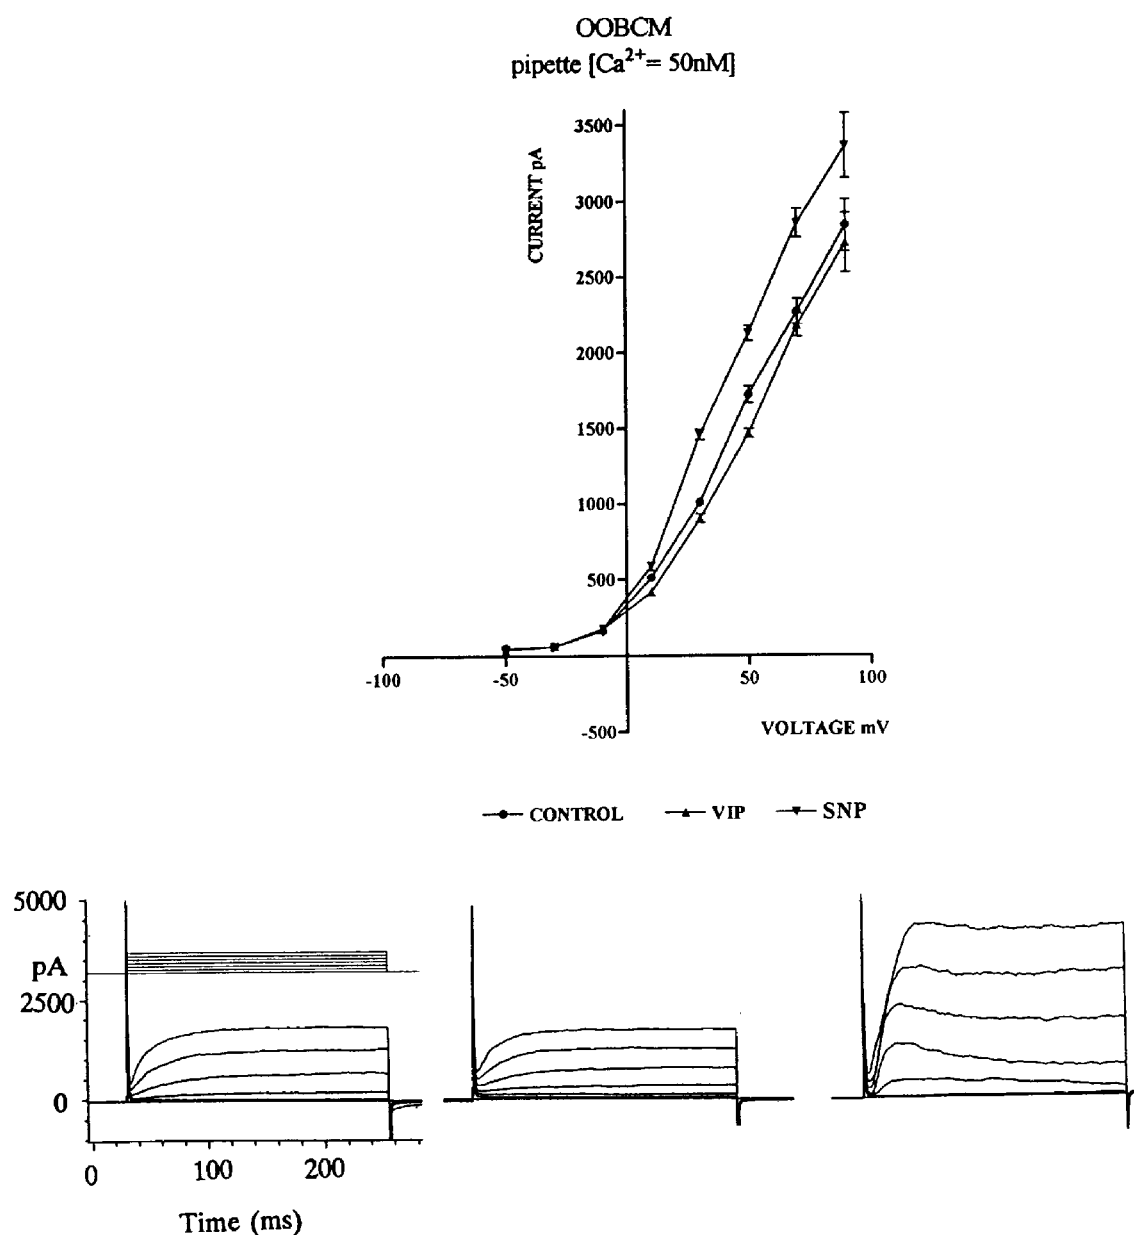 OOBCM
pipette [Ca²⁺= 50nM]
CURRENT pA
3500
3000
2500
2000
1500
1000
500
-100 -50 50 100
-500
VOLTAGE mV
CONTROL VIP SNP
5000
pA
2500
0
0 100 200
Time (ms)